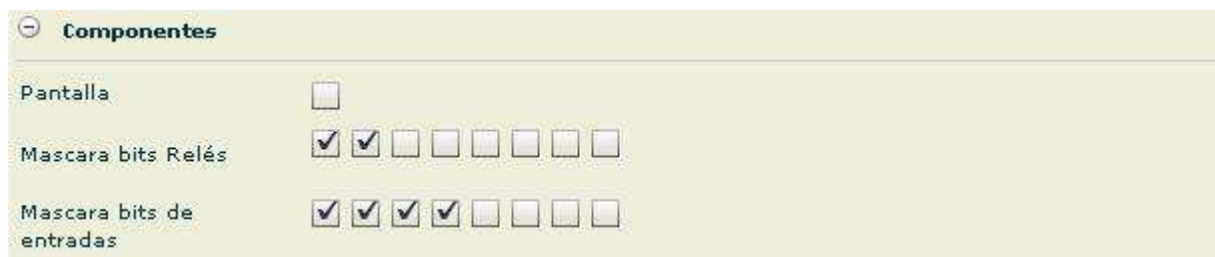 Componentes
Pantalla
Mascara bits Relés
Mascara bits de
entradas